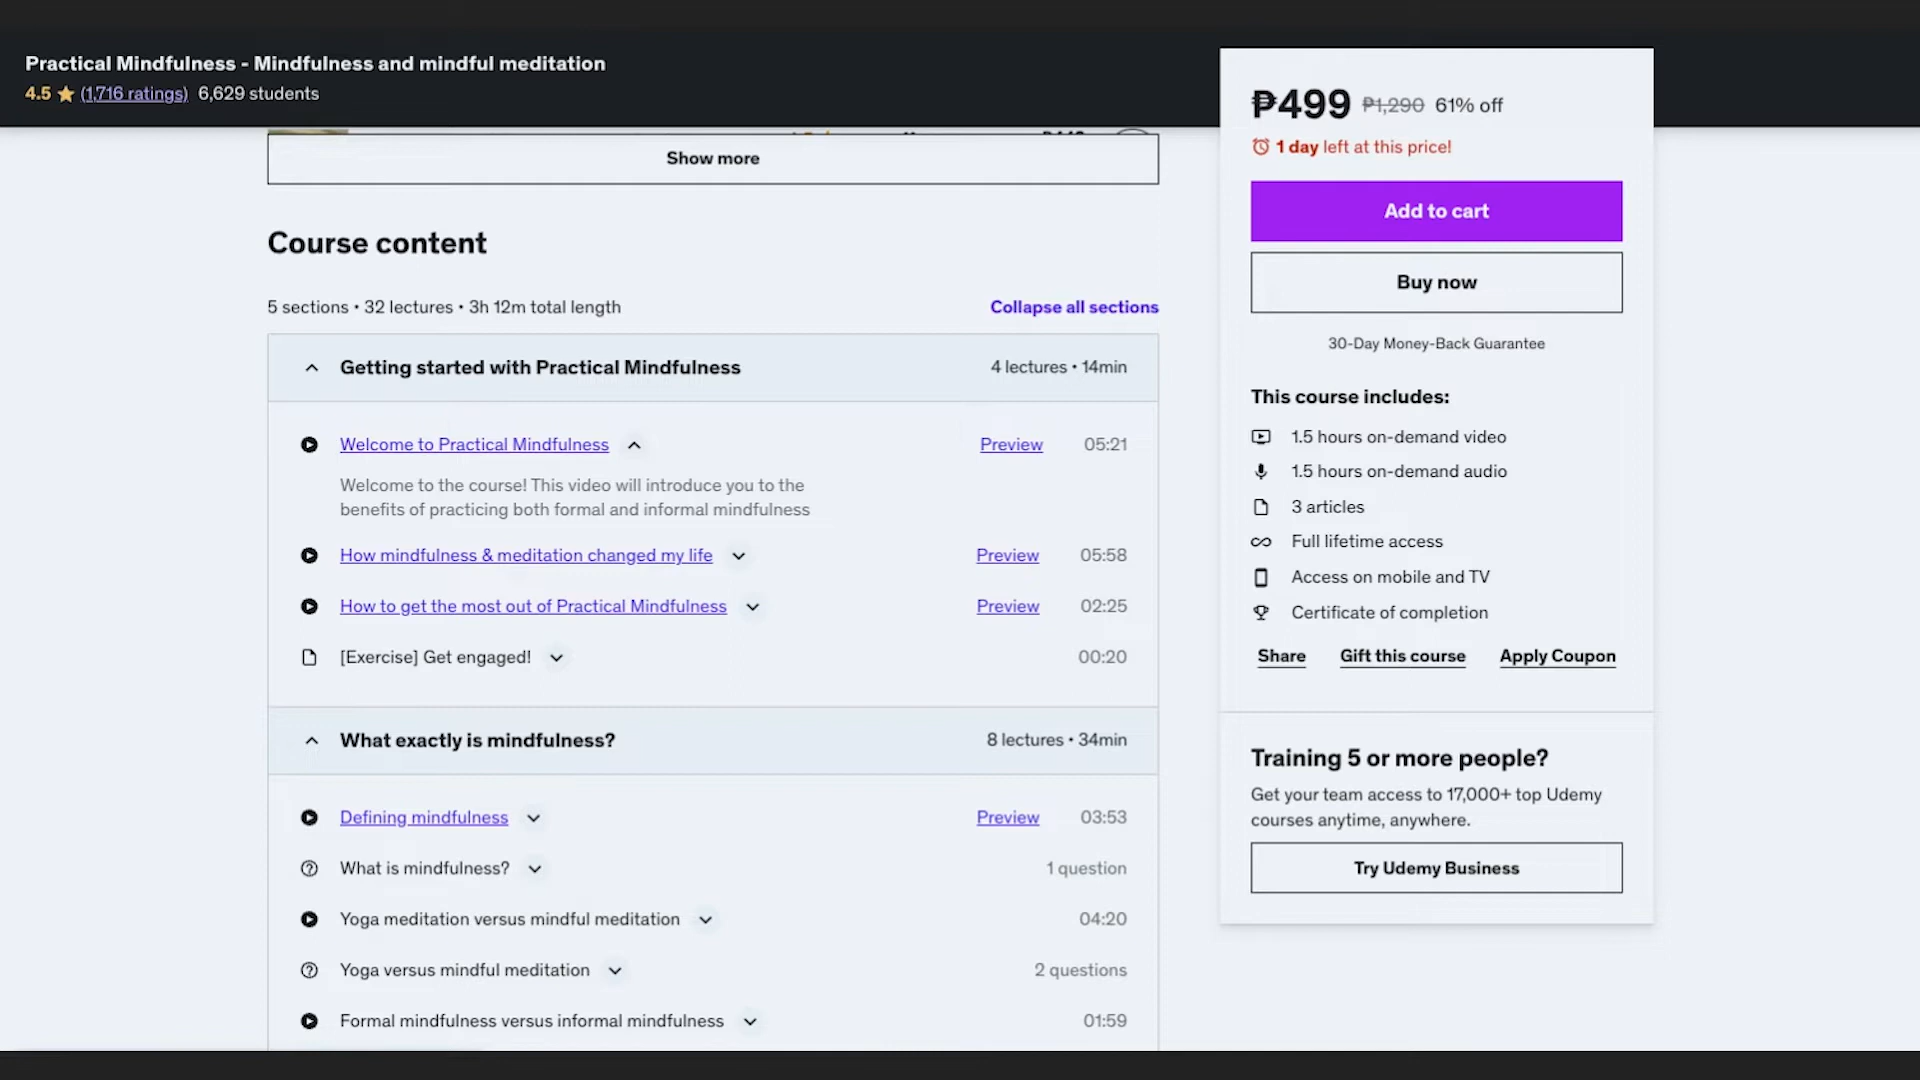 Practical Mindfulness - Mindfulness and mindful meditation
4.5 (1,716 ratings) 6,629 students
Show more
Course content
5 sections • 32 lectures • 3h 12m total length
Collapse all sections
Getting started with Practical Mindfulness
4 lectures • 14min
Welcome to Practical Mindfulness
Preview 05:21
Welcome to the course! This video will introduce you to the
benefits of practicing both formal and informal mindfulness
How mindfulness & meditation changed my life
Preview 05:58
How to get the most out of Practical Mindfulness
Preview 02:25
[Exercise] Get engaged!
00:20
What exactly is mindfulness?
8 lectures • 34min
Defining mindfulness
Preview 03:53
What is mindfulness?
1 question
Yoga meditation versus mindful meditation
04:20
Yoga versus mindful meditation
2 questions
Formal mindfulness versus informal mindfulness
01:59
₱499 ₱1,290 61% off
1 day left at this price!
Add to cart
Buy now
30-Day Money-Back Guarantee
This course includes:
1.5 hours on-demand video
1.5 hours on-demand audio
3 articles
Full lifetime access
Access on mobile and TV
Certificate of completion
Share Gift this course Apply Coupon
Training 5 or more people?
Get your team access to 17,000+ top Udemy
courses anytime, anywhere.
Try Udemy Business